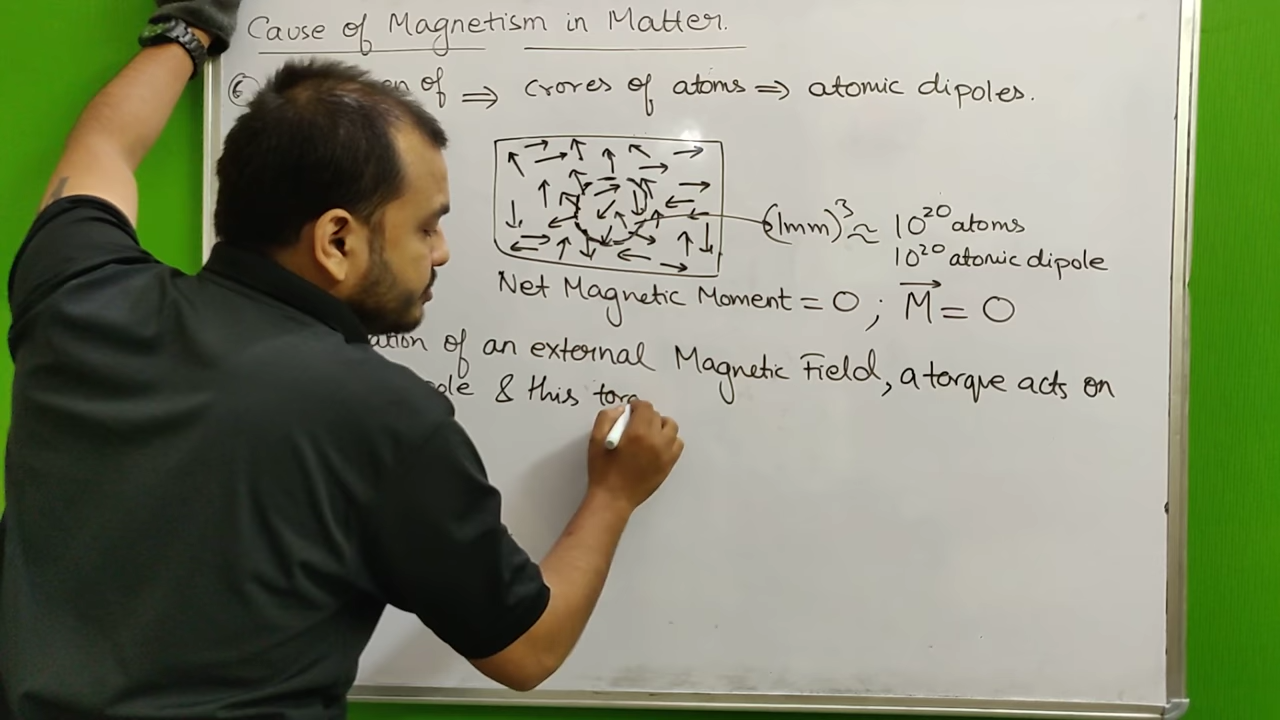 Cause of Magnetism in Matter.
6 of ⇒ crores of atoms ⇒ atomic dipoles.
(1mm)³ ≈ 10²⁰ atoms
10²⁰ atomic dipole
Net Magnetic Moment = 0 ; M⃗ = 0
of an external Magnetic Field, a torque acts on
& this